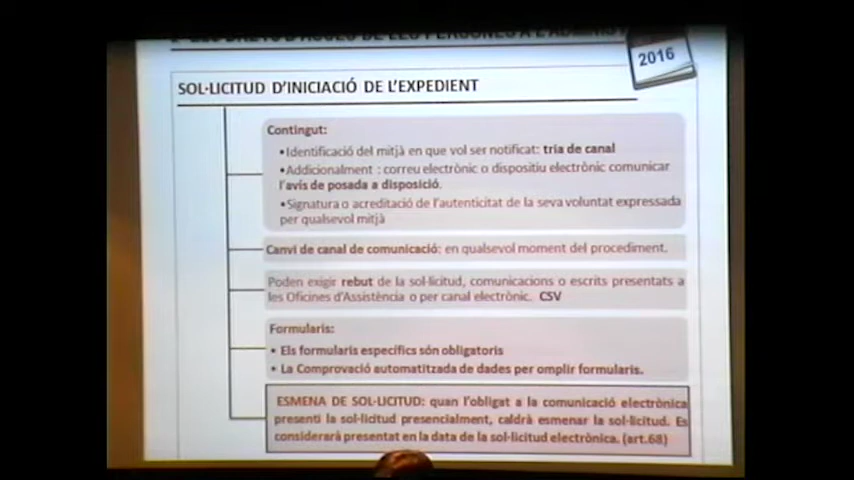 2016
SOL·LICITUD D'INICIACIÓ DE L'EXPEDIENT
Contingut:
•Identificació del mitjà en que vol ser notificat: tria de canal
•Addicionalment : correu electrònic o dispositiu electrònic comunicar
l'avís de posada a disposició.
•Signatura o acreditació de l'autenticitat de la seva voluntat expressada
per qualsevol mitjà
Canvi de canal de comunicació: en qualsevol moment del procediment.
Poden exigir rebut de la sol·licitud, comunicacions o escrits presentats a
les Oficines d'Assistència o per canal electrònic. CSV
Formularis:
• Els formularis específics són obligatoris
• La Comprovació automatitzada de dades per omplir formularis.
ESMENA DE SOL·LICITUD: quan l'obligat a la comunicació electrònica
presenti la sol·licitud presencialment, caldrà esmenar la sol·licitud. Es
considerarà presentat en la data de la sol·licitud electrònica. (art.68)